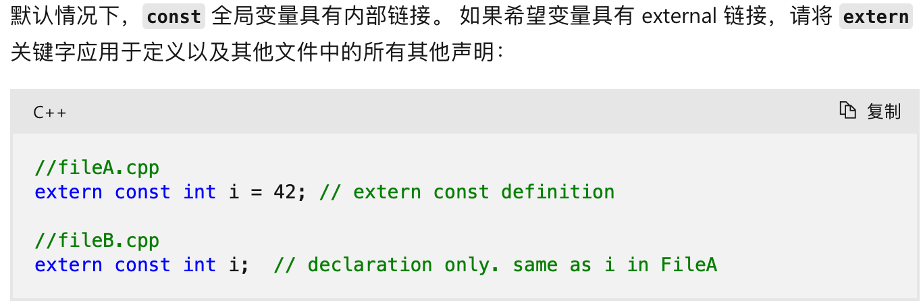 默认情况下，const 全局变量具有内部链接。 如果希望变量具有 external 链接，请将 extern
关键字应用于定义以及其他文件中的所有其他声明：
C++
复制
//fileA.cpp
extern const int i = 42; // extern const definition
//fileB.cpp
extern const int i;  // declaration only. same as i in FileA